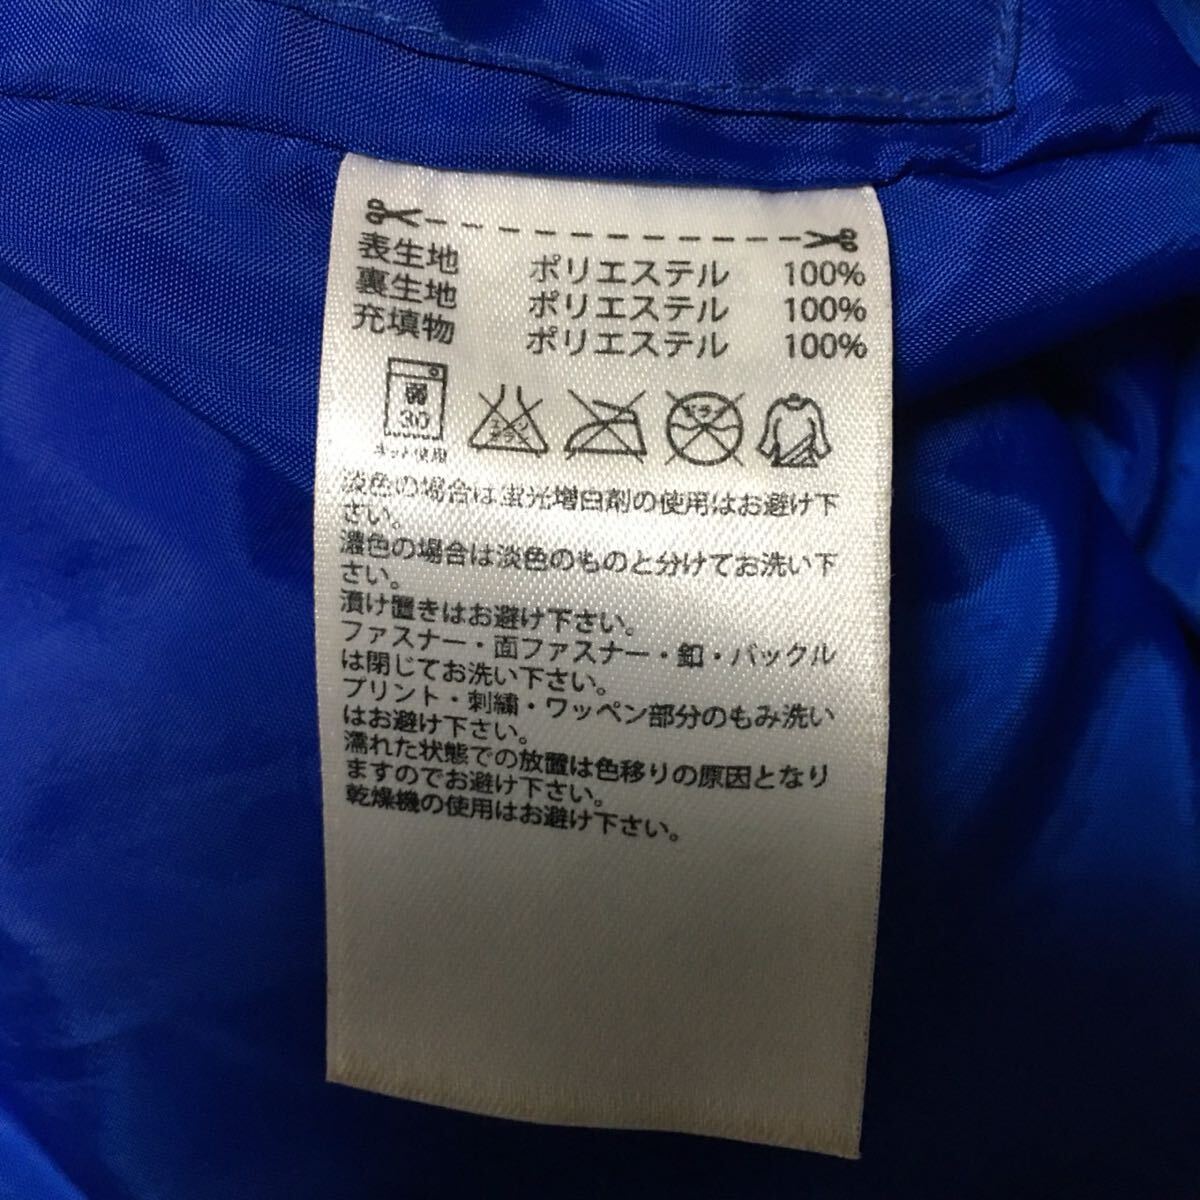 表生地 ポリエステル 100%
裏生地 ポリエステル 100%
充填物 ポリエステル 100%
弱
30
ネット使用
エンソ
サラシ
ドライ
淡色の場合は蛍光増白剤の使用はお避け下
さい。
濃色の場合は淡色のものと分けてお洗い下
さい。
漬け置きはお避け下さい。
ファスナー・面ファスナー・釦・バックル
は閉じてお洗い下さい。
プリント・刺繍・ワッペン部分のもみ洗い
はお避け下さい。
濡れた状態での放置は色移りの原因となり
ますのでお避け下さい。
乾燥機の使用はお避け下さい。